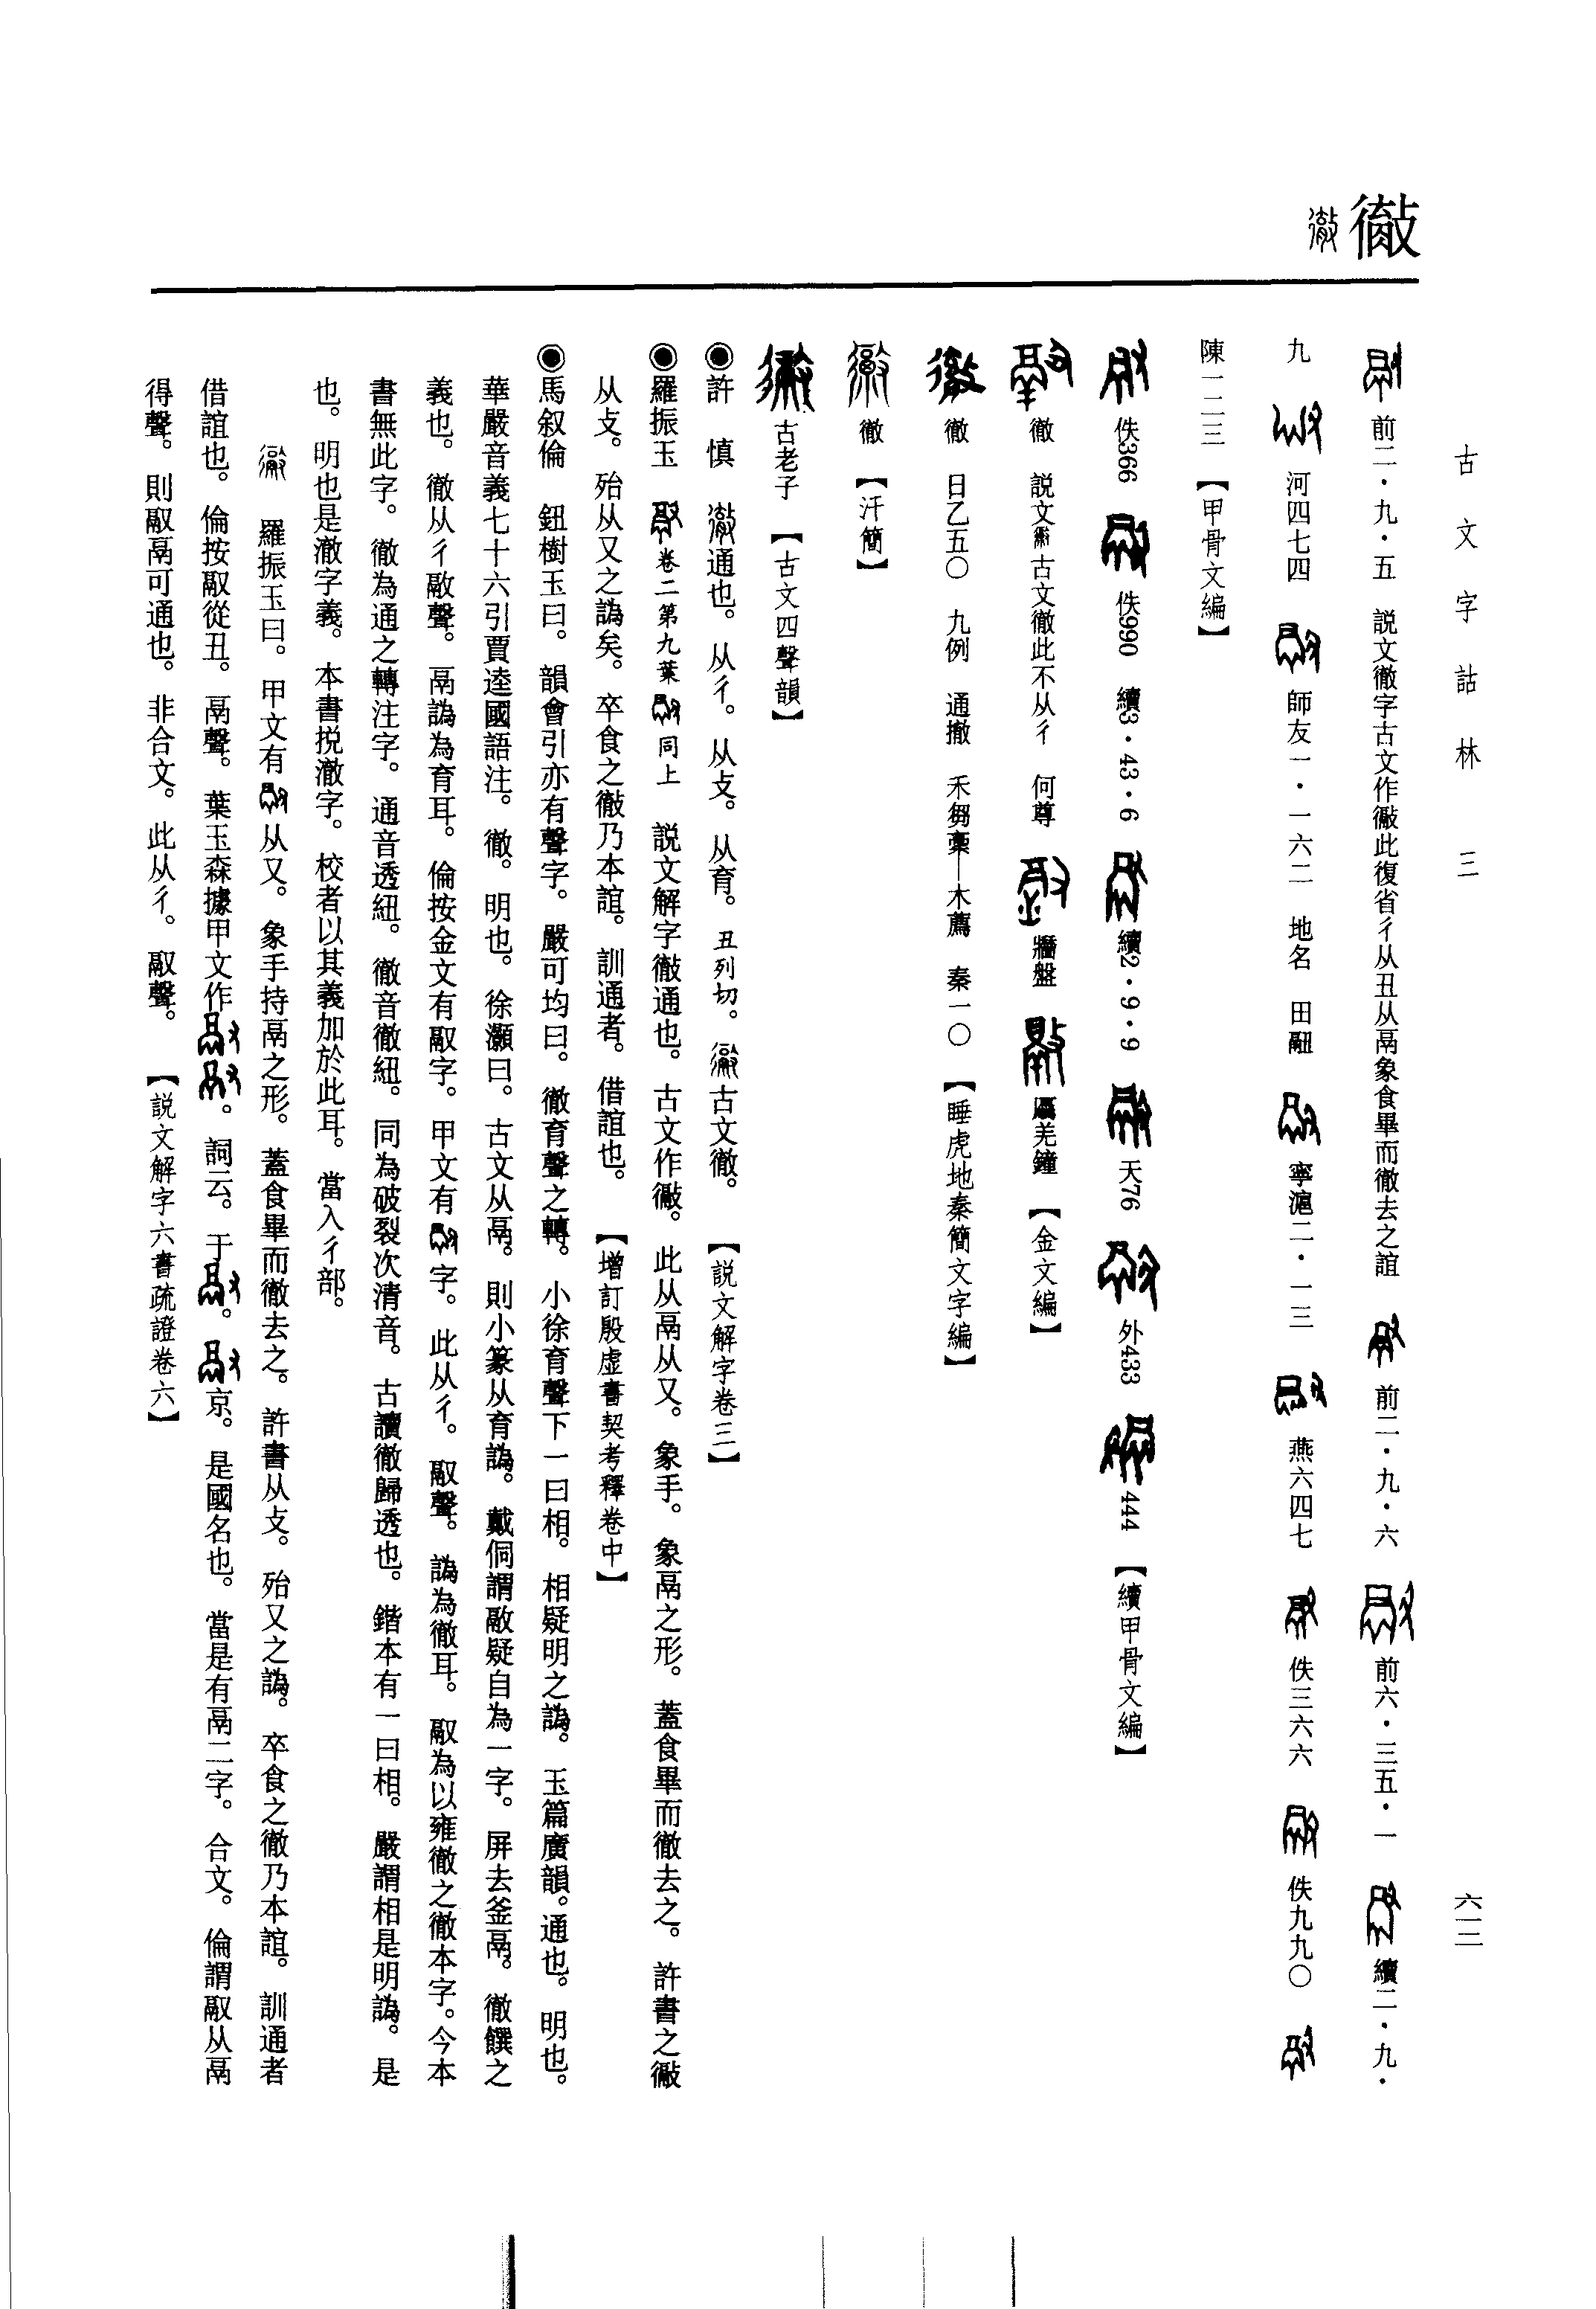 古文字詁林 三
六一二
徹
前二·九·五 説文徹字古文作𢕹此復省彳从丑从鬲象食畢而徹去之誼 前二·九·六 前六·三五·一 續二·九·
九 河四七四 師友一·一六二 地名 田𩰫 寧滬二·一三 燕六四七 佚三六六 佚九九〇
陳一二三 【甲骨文編】
佚366 佚990 續3·43·6 續2·9·9 天76 外433 444 【續甲骨文編】
徹 説文古文徹此不从彳 何尊 牆盤 羌鐘 【金文編】
徹 日乙五〇 九例 通撤 禾芻稾—木薦 秦一〇 【睡虎地秦簡文字編】
徹 【汗簡】
古老子 【古文四聲韻】
◉許 慎 通也。从彳。从攴。从育。丑列切。古文徹。 【説文解字卷三】
◉羅振玉 卷二第九葉 同上 説文解字徹通也。古文作𢕹。此从鬲从又。象手。象鬲之形。蓋食畢而徹去之。許書之𢕹
从攴。殆从又之譌矣。卒食之徹乃本誼。訓通者。借誼也。 【增訂殷虛書契考釋卷中】
◉馬叙倫 鈕樹玉曰。韻會引亦有聲字。嚴可均曰。徹育聲之轉。小徐育聲下一曰相。相疑明之譌。玉篇廣韻。通也。明也。
華嚴音義七十六引賈逵國語注。徹。明也。徐灝曰。古文从鬲。則小篆从育譌。戴侗謂㪜疑自為一字。屏去釜鬲。徹饌之
義也。徹从彳㪜聲。鬲譌為育耳。倫按金文有㪜字。甲文有字。此从彳。㪜聲。譌為徹耳。㪜為以雍徹之徹本字。今本
書無此字。徹為通之轉注字。通音透紐。徹音徹紐。同為破裂次清音。古讀徹歸透也。鍇本有一曰相。嚴謂相是明譌。是
也。明也是澈字義。本書捝澈字。校者以其義加於此耳。當入彳部。
羅振玉曰。甲文有从又。象手持鬲之形。蓋食畢而徹去之。許書从攴。殆又之譌。卒食之徹乃本誼。訓通者
借誼也。倫按㪜從丑。鬲聲。葉玉森據甲文作。詞云。于。京。是國名也。當是有鬲二字。合文。倫謂㪜从鬲
得聲。則㪜鬲可通也。非合文。此从彳。㪜聲。 【説文解字六書疏證卷六】